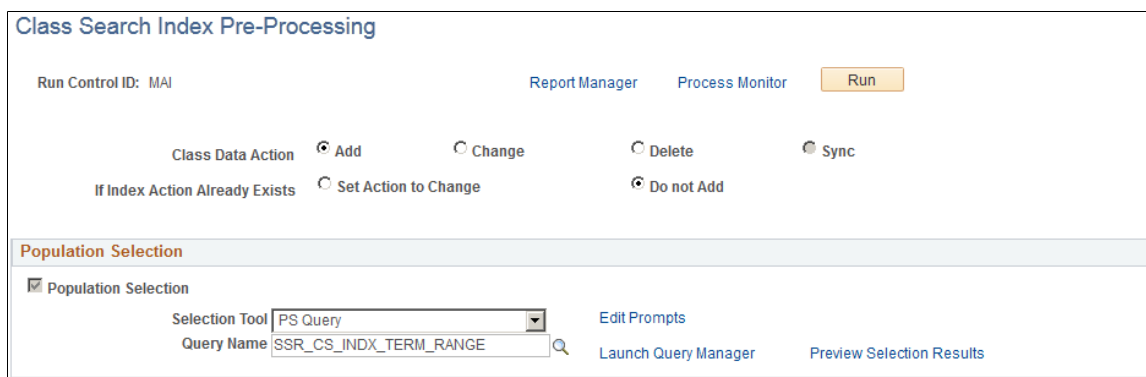 Class Search Index Pre-Processing
Run Control ID: MAI Report Manager Process Monitor Run
Class Data Action Add Change Delete Sync
If Index Action Already Exists Set Action to Change Do not Add
Population Selection
Population Selection
Selection Tool PS Query Edit Prompts
Query Name SSR_CS_INDX_TERM_RANGE Launch Query Manager Preview Selection Results